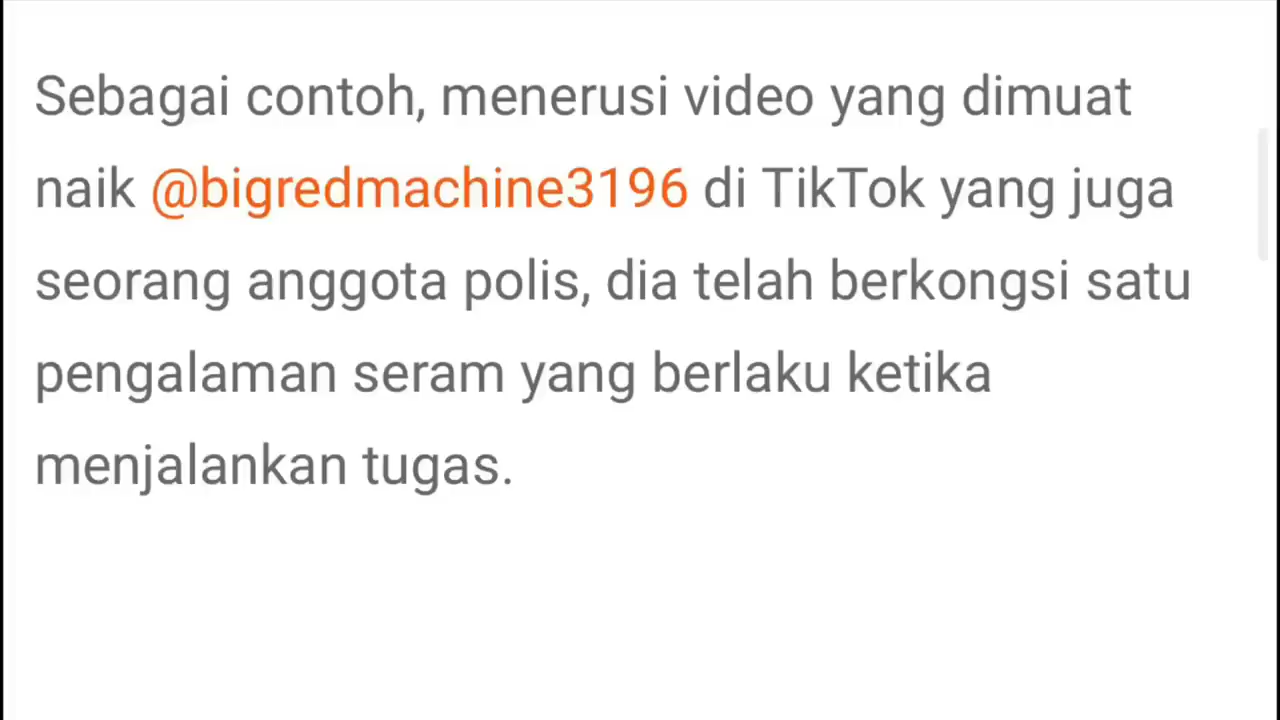 Sebagai contoh, menerusi video yang dimuat
naik @bigredmachine3196 di TikTok yang juga
seorang anggota polis, dia telah berkongsi satu
pengalaman seram yang berlaku ketika
menjalankan tugas.